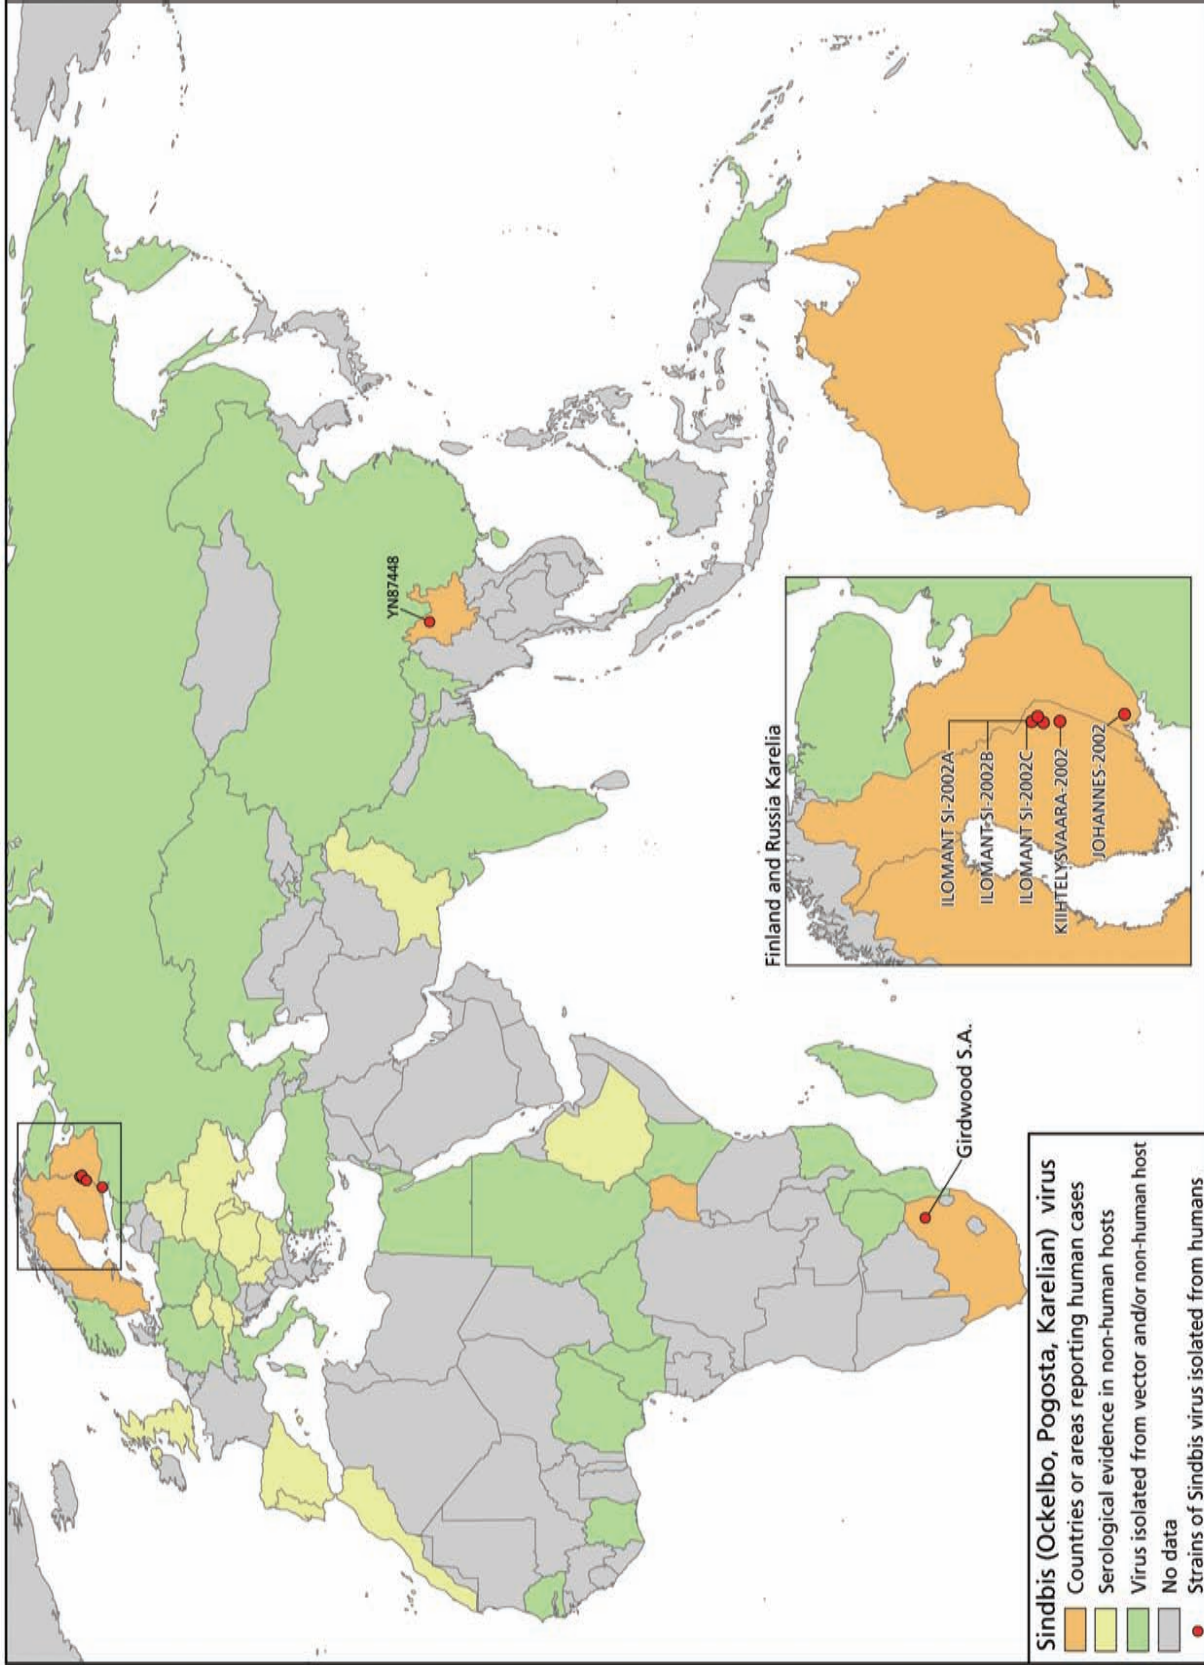 YN87448
Finland and Russia Karelia
ILOMANT SI-2002A
ILOMANT-SI-2002B
ILOMANT SI-2002C
KIIHTELYSVAARA-2002
JOHANNES-2002
Girdwood S.A.
Sindbis (Ockelbo, Pogosta, Karelian) virus
Countries or areas reporting human cases
Serological evidence in non-human hosts
Virus isolated from vector and/or non-human host
No data
Strains of Sindbis virus isolated from humans